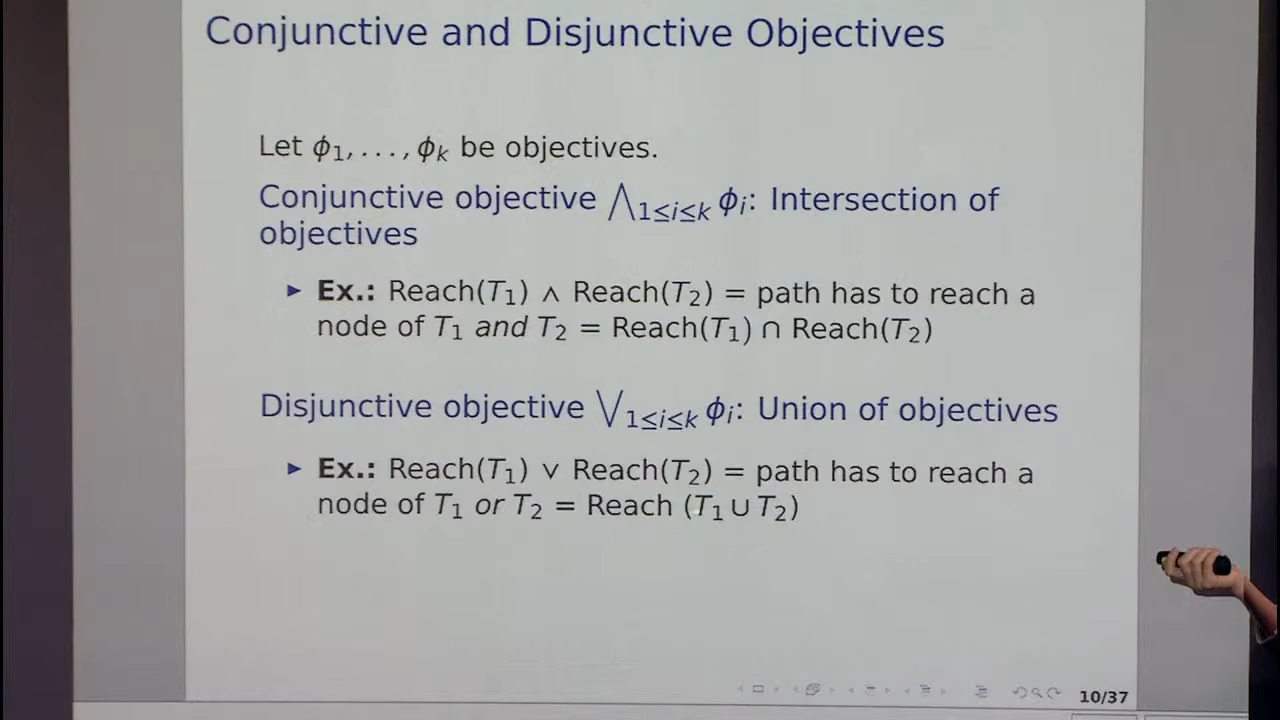 Conjunctive and Disjunctive Objectives
Let ϕ₁, . . . , ϕₖ be objectives.
Conjunctive objective ⋀₁≤ᵢ≤ₖ ϕᵢ: Intersection of
objectives
► Ex.: Reach(T₁) ∧ Reach(T₂) = path has to reach a
node of T₁ and T₂ = Reach(T₁) ∩ Reach(T₂)
Disjunctive objective ⋁₁≤ᵢ≤ₖ ϕᵢ: Union of objectives
► Ex.: Reach(T₁) ∨ Reach(T₂) = path has to reach a
node of T₁ or T₂ = Reach (T₁ ∪ T₂)
10/37